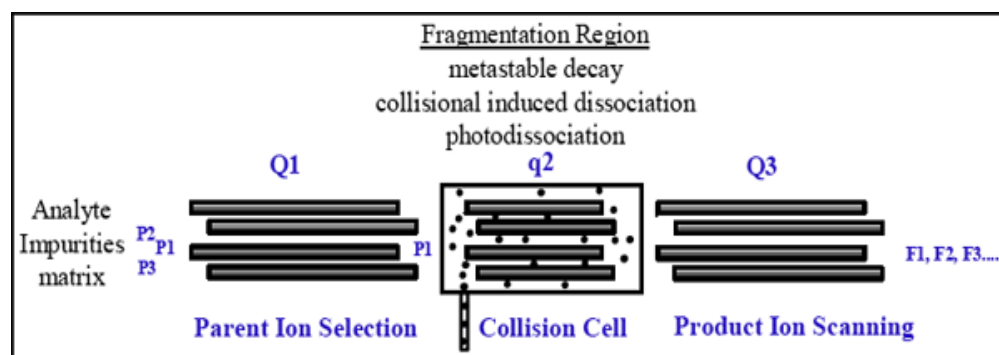 Fragmentation Region
metastable decay
collisional induced dissociation
photodissociation
Q1
q2
Q3
Analyte
Impurities
matrix
P2
P1
P3
P1
F1, F2, F3....
Parent Ion Selection
Collision Cell
Product Ion Scanning